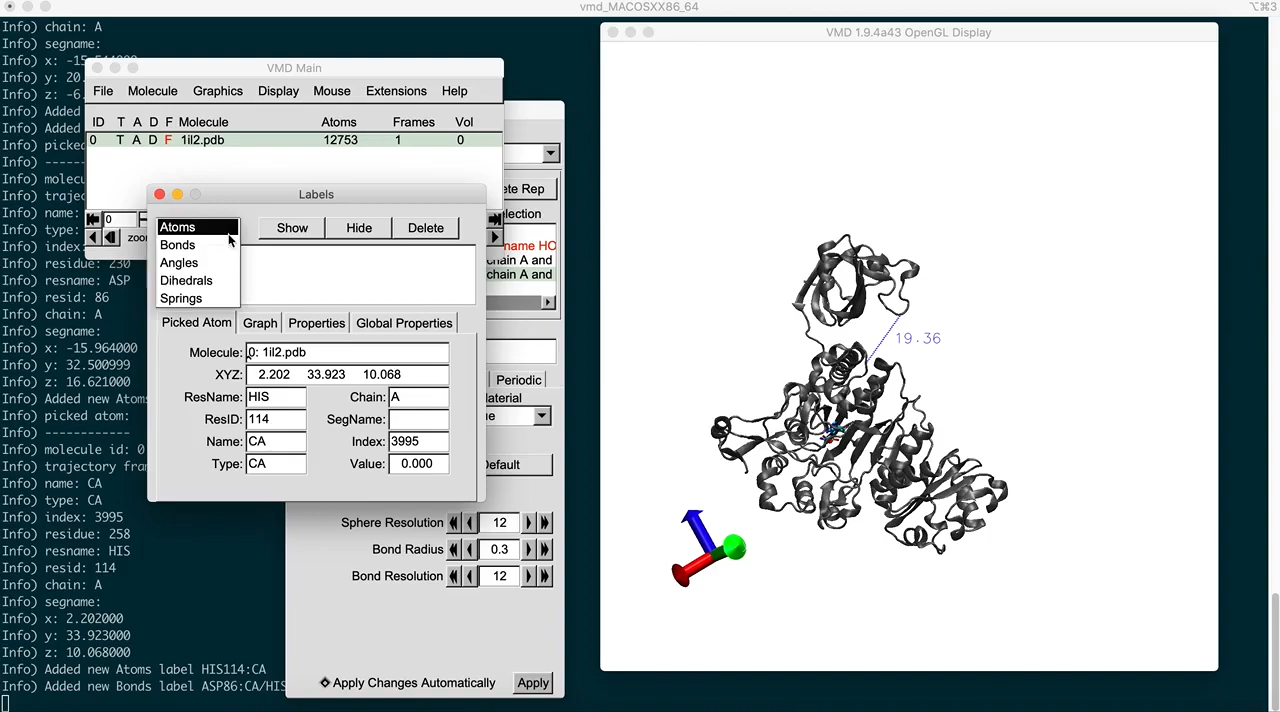 vmd_MACOSXX86_64
⌥⌘3
Info) chain: A
Info) segname:
Info) x: -15.544000
Info) y: 20.
Info) z: -6.
Info) Added
Info) Added
Info) picked
Info) -----
Info) molecu
Info) trajec
Info) name:
Info) type:
Info) index:
Info) residue: 230
Info) resname: ASP
Info) resid: 86
Info) chain: A
Info) segname:
Info) x: -15.964000
Info) y: 32.500999
Info) z: 16.621000
Info) Added new Atoms
Info) picked atom:
Info) ------------
Info) molecule id: 0
Info) trajectory fram
Info) name: CA
Info) type: CA
Info) index: 3995
Info) residue: 258
Info) resname: HIS
Info) resid: 114
Info) chain: A
Info) segname:
Info) x: 2.202000
Info) y: 33.923000
Info) z: 10.068000
Info) Added new Atoms label HIS114:CA
Info) Added new Bonds label ASP86:CA/HIS
VMD Main
File Molecule Graphics Display Mouse Extensions Help
ID T A D F Molecule Atoms Frames Vol
0 T A D F 1il2.pdb 12753 1 0
0
zoo
Labels
Atoms
Bonds
Angles
Dihedrals
Springs
Show Hide Delete
Picked Atom Graph Properties Global Properties
Molecule: 0: 1il2.pdb
XYZ: 2.202 33.923 10.068
ResName: HIS Chain: A
ResID: 114 SegName:
Name: CA Index: 3995
Type: CA Value: 0.000
ete Rep
election
name HO
chain A and
chain A and
Periodic
aterial
ue
Default
Sphere Resolution 12
Bond Radius 0.3
Bond Resolution 12
Apply Changes Automatically Apply
VMD 1.9.4a43 OpenGL Display
19.36